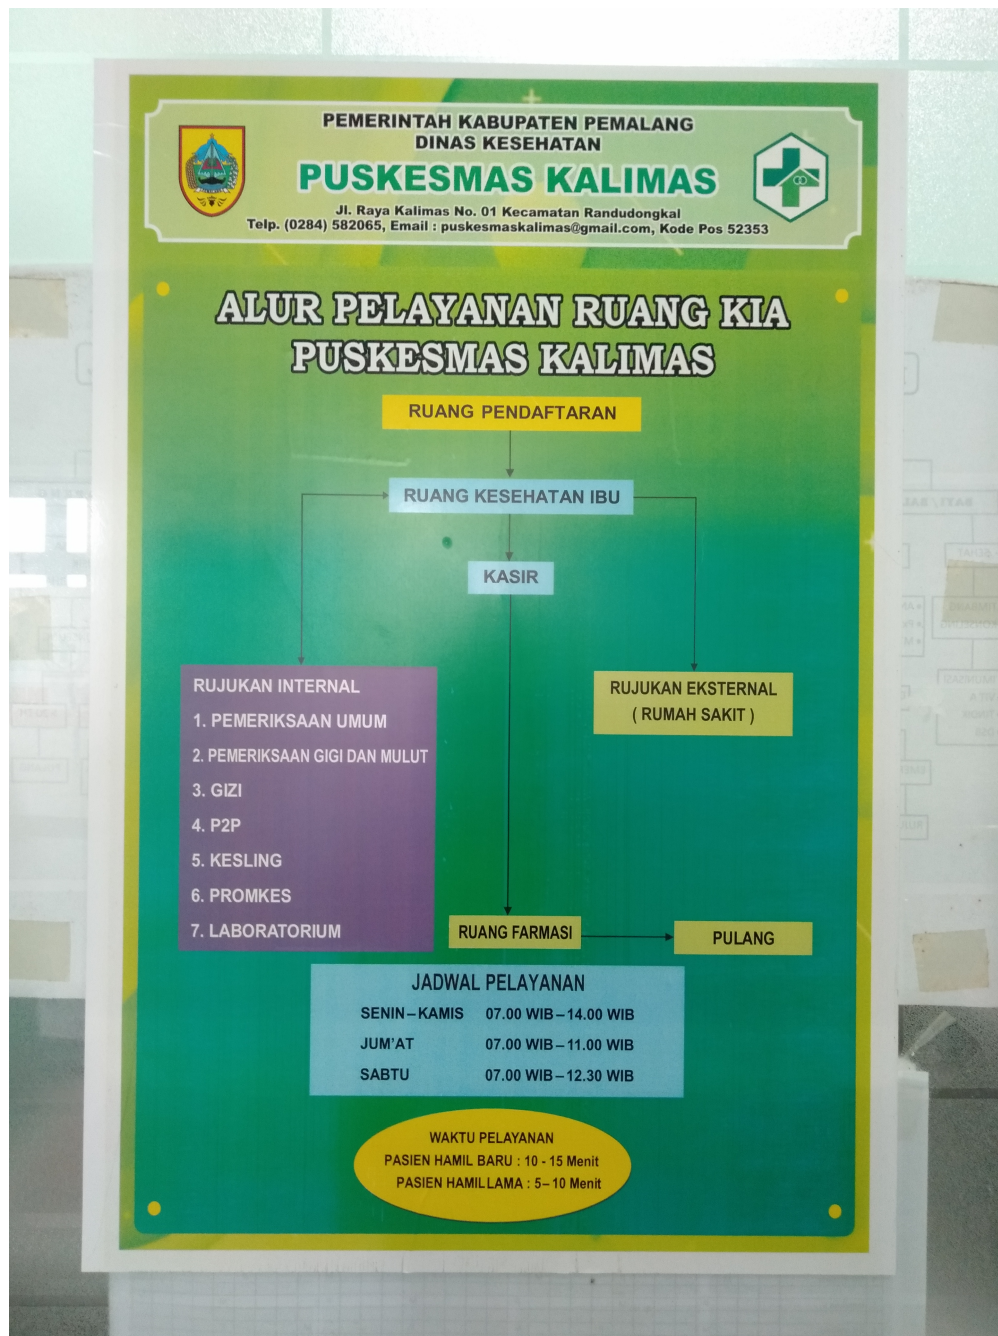 PEMERINTAH KABUPATEN PEMALANG
DINAS KESEHATAN
PUSKESMAS KALIMAS
Jl. Raya Kalimas No. 01 Kecamatan Randudongkal
Telp. (0284) 582065, Email : puskesmaskalimas@gmail.com, Kode Pos 52353
ALUR PELAYANAN RUANG KIA
PUSKESMAS KALIMAS
RUANG PENDAFTARAN
RUANG KESEHATAN IBU
KASIR
RUJUKAN INTERNAL
1. PEMERIKSAAN UMUM
2. PEMERIKSAAN GIGI DAN MULUT
3. GIZI
4. P2P
5. KESLING
6. PROMKES
7. LABORATORIUM
RUJUKAN EKSTERNAL
( RUMAH SAKIT )
RUANG FARMASI
PULANG
JADWAL PELAYANAN
SENIN – KAMIS 07.00 WIB – 14.00 WIB
JUM'AT 07.00 WIB – 11.00 WIB
SABTU 07.00 WIB – 12.30 WIB
WAKTU PELAYANAN
PASIEN HAMIL BARU : 10 - 15 Menit
PASIEN HAMIL LAMA : 5 – 10 Menit